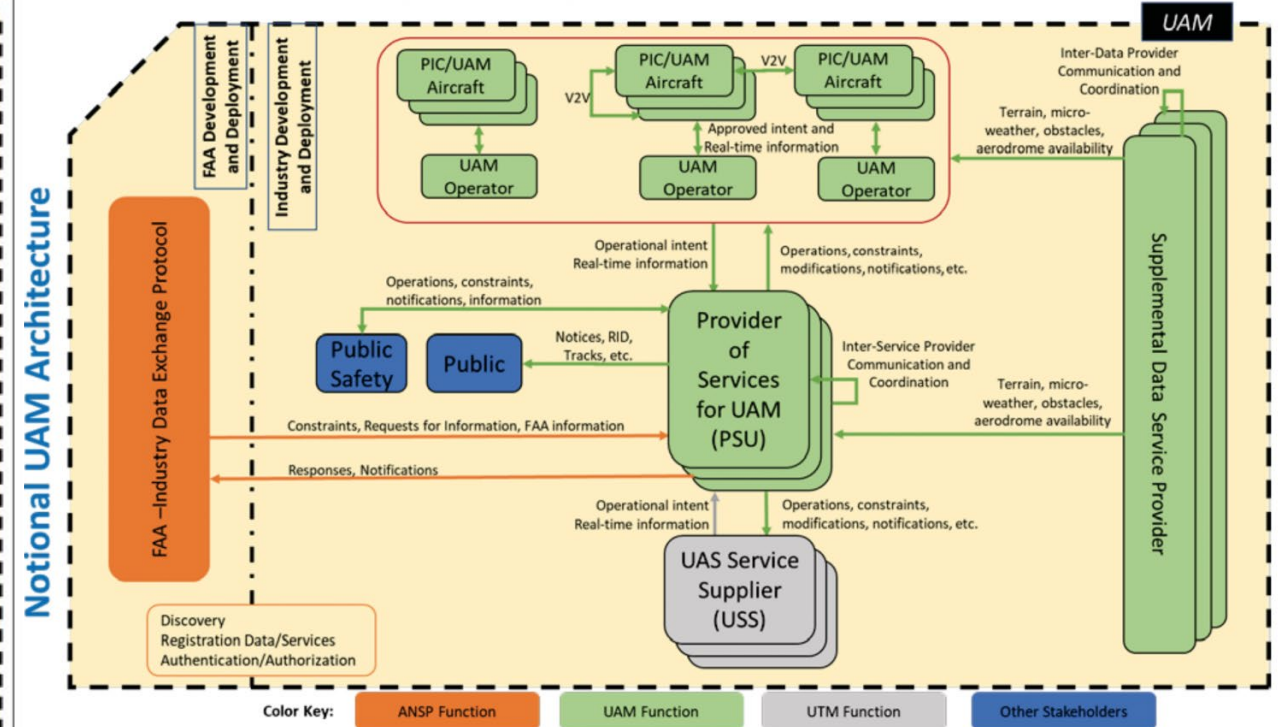 UAM
Notional UAM Architecture
FAA Development
and Deployment
Industry Development
and Deployment
PIC/UAM
Aircraft
UAM
Operator
V2V
PIC/UAM
Aircraft
V2V
PIC/UAM
Aircraft
Approved intent and
Real-time information
UAM
Operator
UAM
Operator
Inter-Data Provider
Communication and
Coordination
Terrain, micro-
weather, obstacles,
aerodrome availability
Supplemental Data Service Provider
FAA –Industry Data Exchange Protocol
Operational intent
Real-time information
Operations, constraints,
modifications, notifications, etc.
Operations, constraints,
notifications, information
Public
Safety
Public
Notices, RID,
Tracks, etc.
Provider
of
Services
for UAM
(PSU)
Inter-Service Provider
Communication and
Coordination
Terrain, micro-
weather, obstacles,
aerodrome availability
Constraints, Requests for Information, FAA information
Responses, Notifications
Operational intent
Real-time information
Operations, constraints,
modifications, notifications, etc.
UAS Service
Supplier
(USS)
Discovery
Registration Data/Services
Authentication/Authorization
Color Key:
ANSP Function
UAM Function
UTM Function
Other Stakeholders